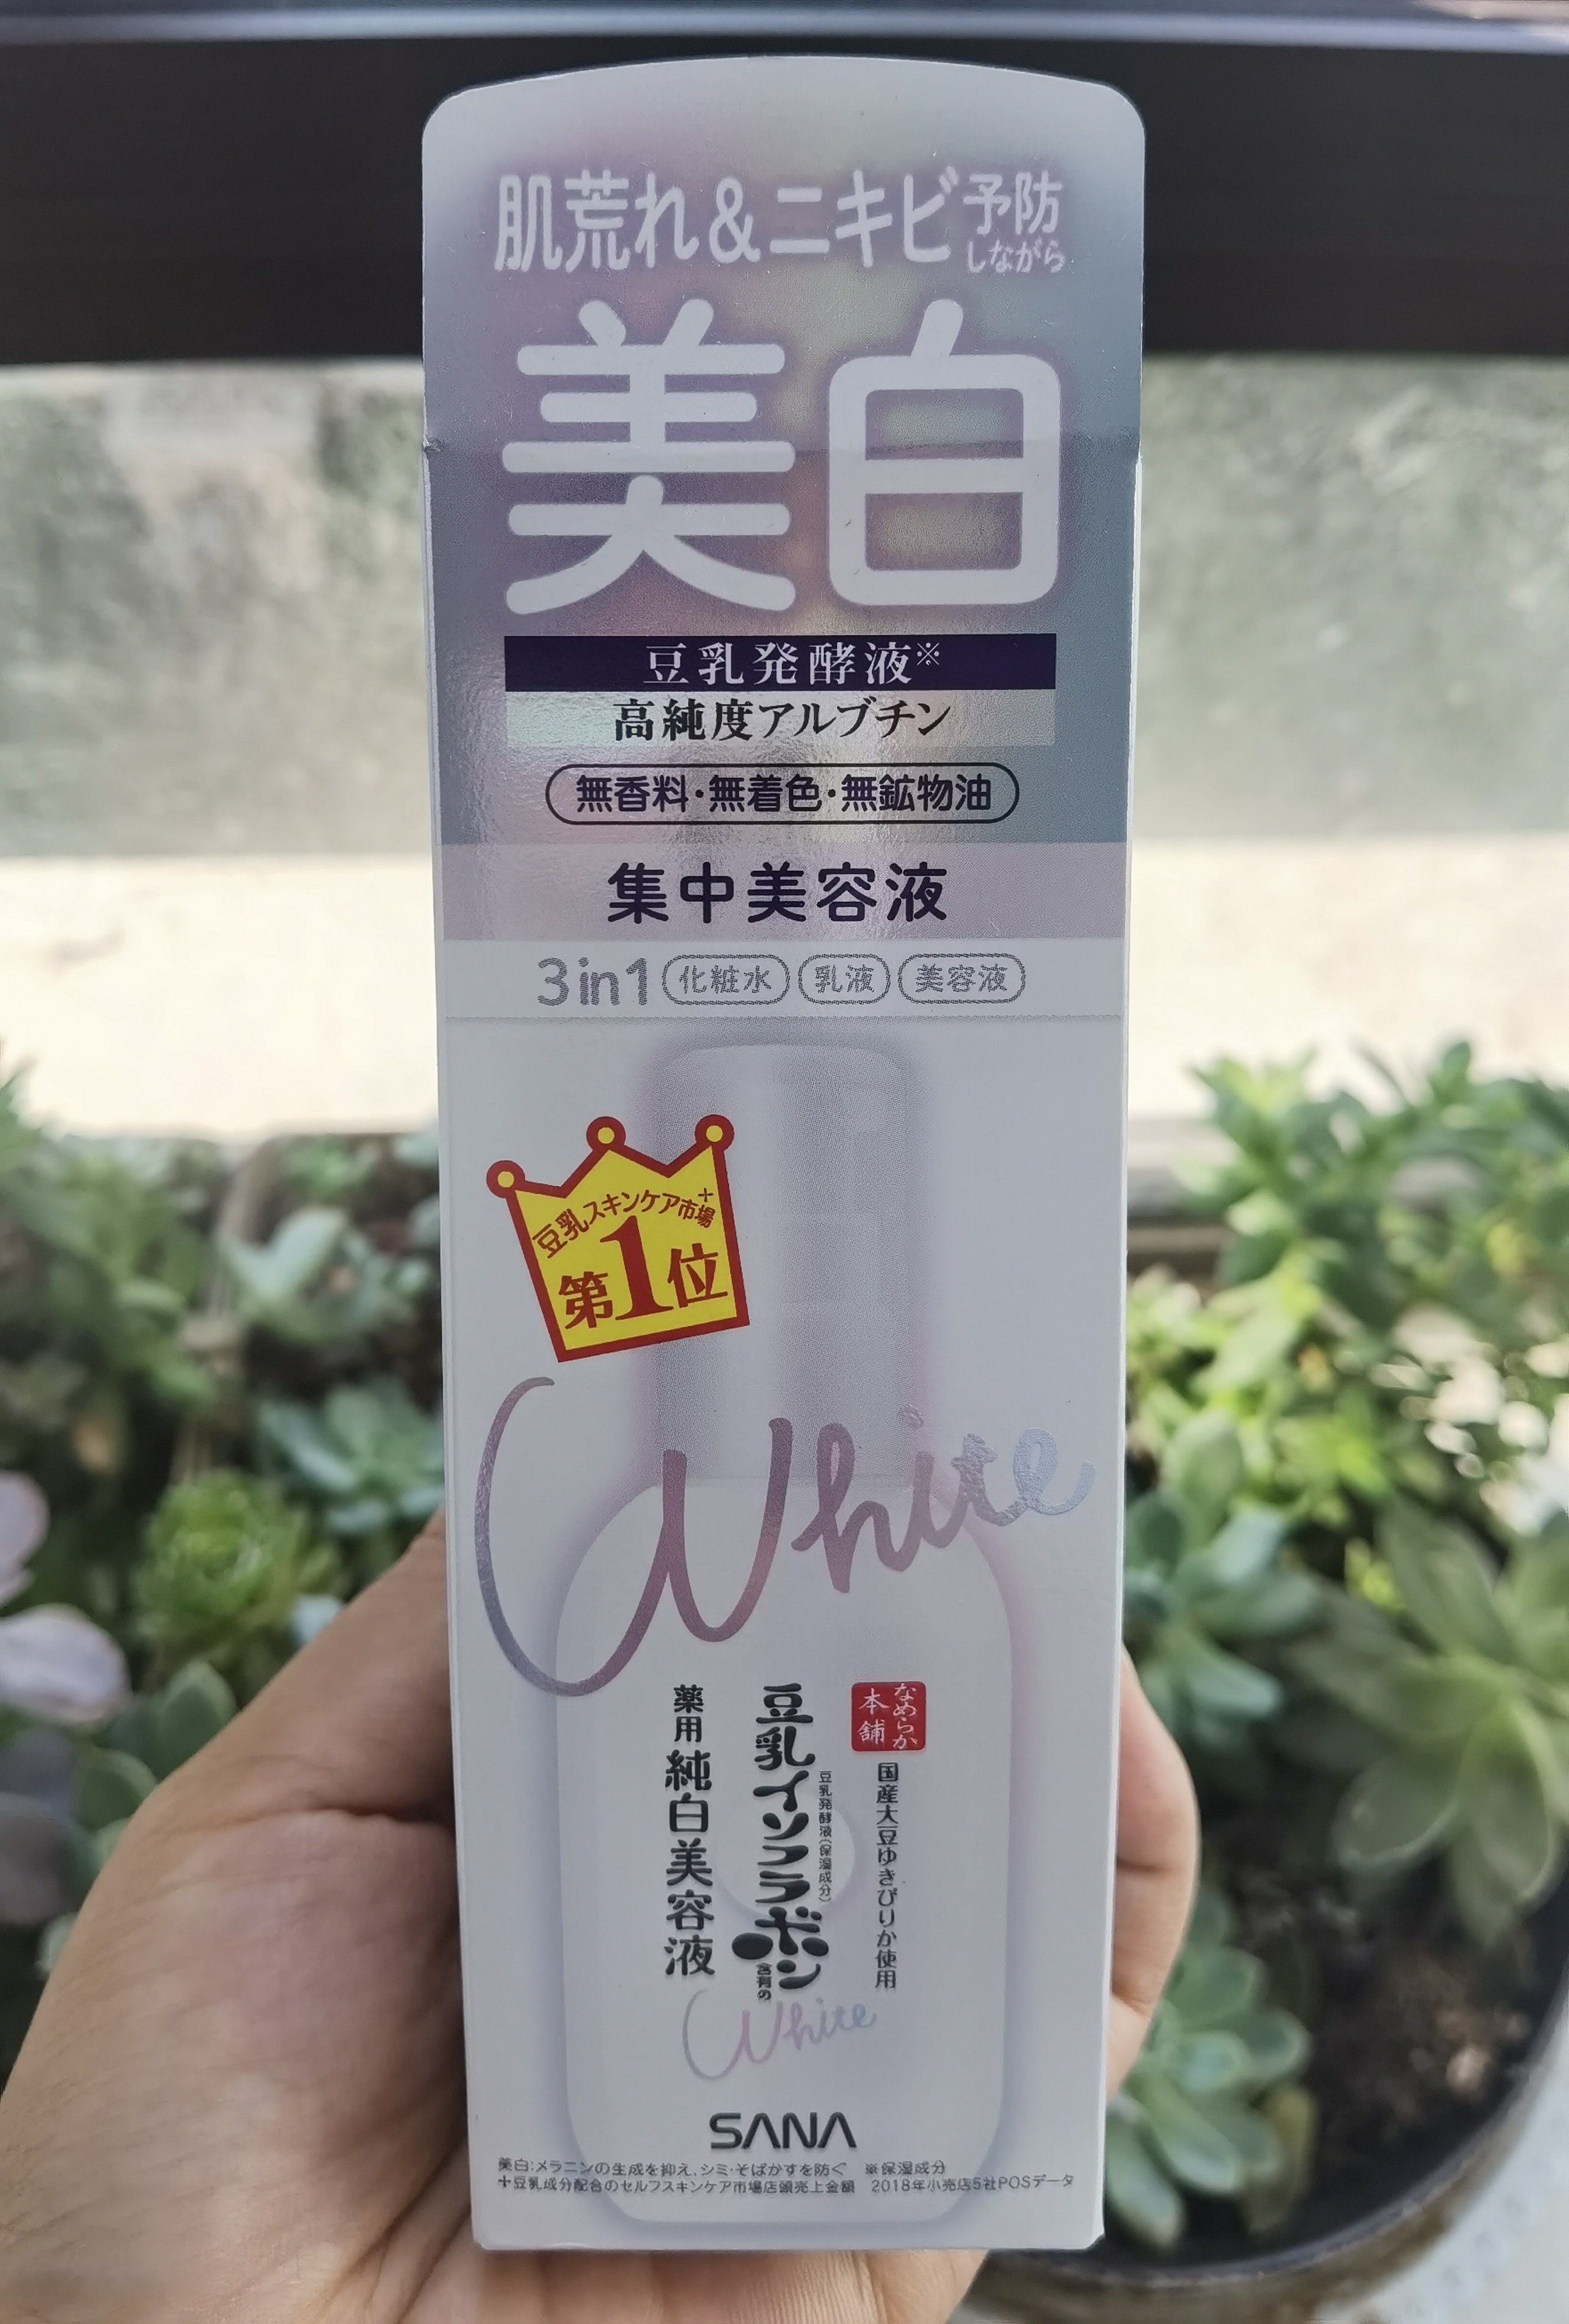 肌荒れ&ニキビ予防しながら
美白
豆乳発酵液※
高純度アルブチン
無香料・無着色・無鉱物油
集中美容液
3in1 化粧水 乳液 美容液
豆乳スキンケア市場+
第1位
White
なめらか本舗
国産大豆ゆきぴりか使用
豆乳発酵液(保湿成分)
豆乳イソフラボン含有の
薬用 純白美容液
White
SANA
美白:メラニンの生成を抑え、シミ・そばかすを防ぐ ※保湿成分
+豆乳成分配合のセルフスキンケア市場店頭売上金額 2018年小売店5社POSデータ